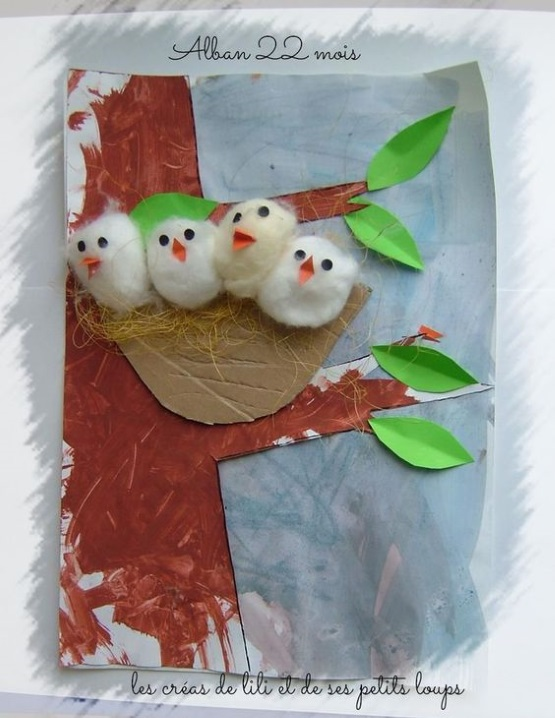 Alban 22 mois
les créas de lili et de ses petits loups